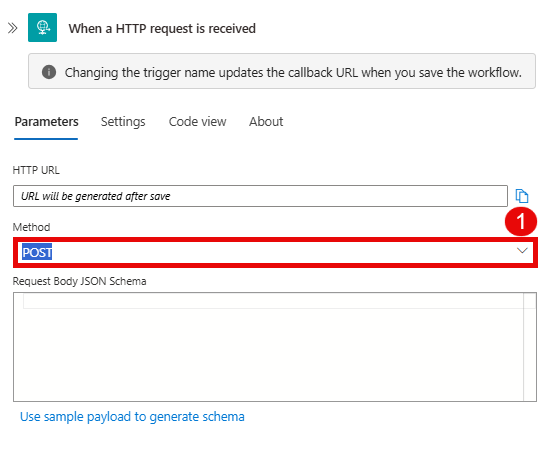 When a HTTP request is received
Changing the trigger name updates the callback URL when you save the workflow.
Parameters Settings Code view About
HTTP URL
URL will be generated after save
1
Method
POST
Request Body JSON Schema
Use sample payload to generate schema